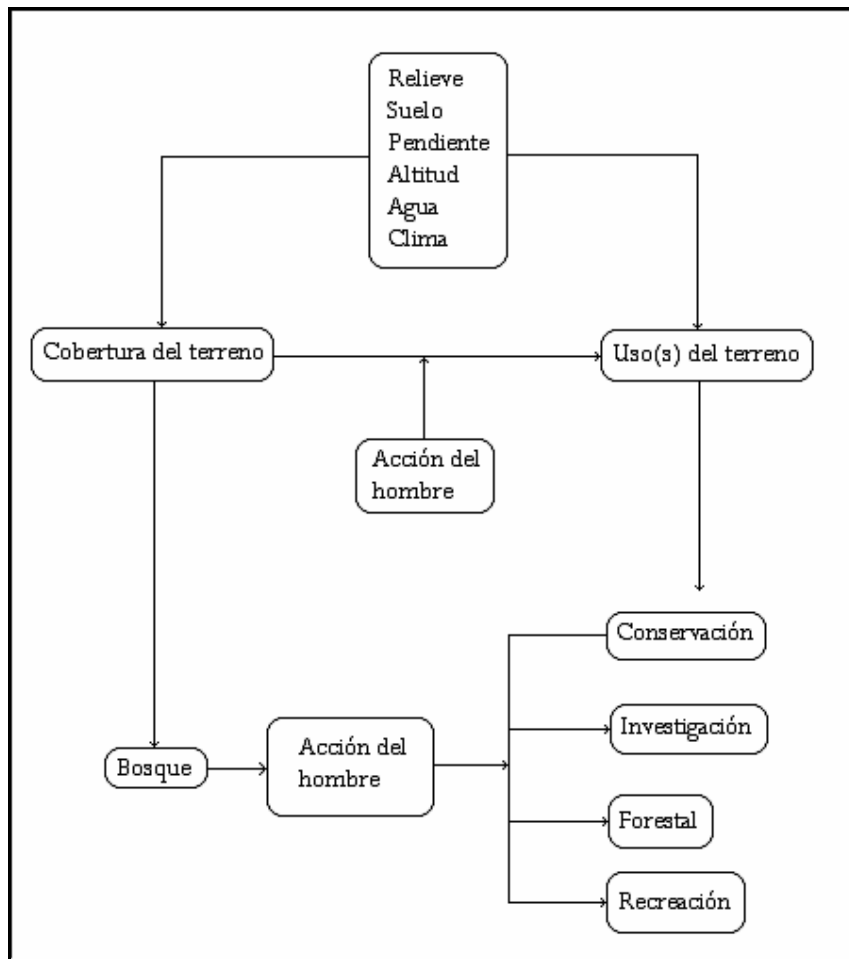 Relieve
Suelo
Pendiente
Altitud
Agua
Clima
Cobertura del terreno
Uso(s) del terreno
Acción del
hombre
Conservación
Investigación
Bosque
Acción del
hombre
Forestal
Recreación